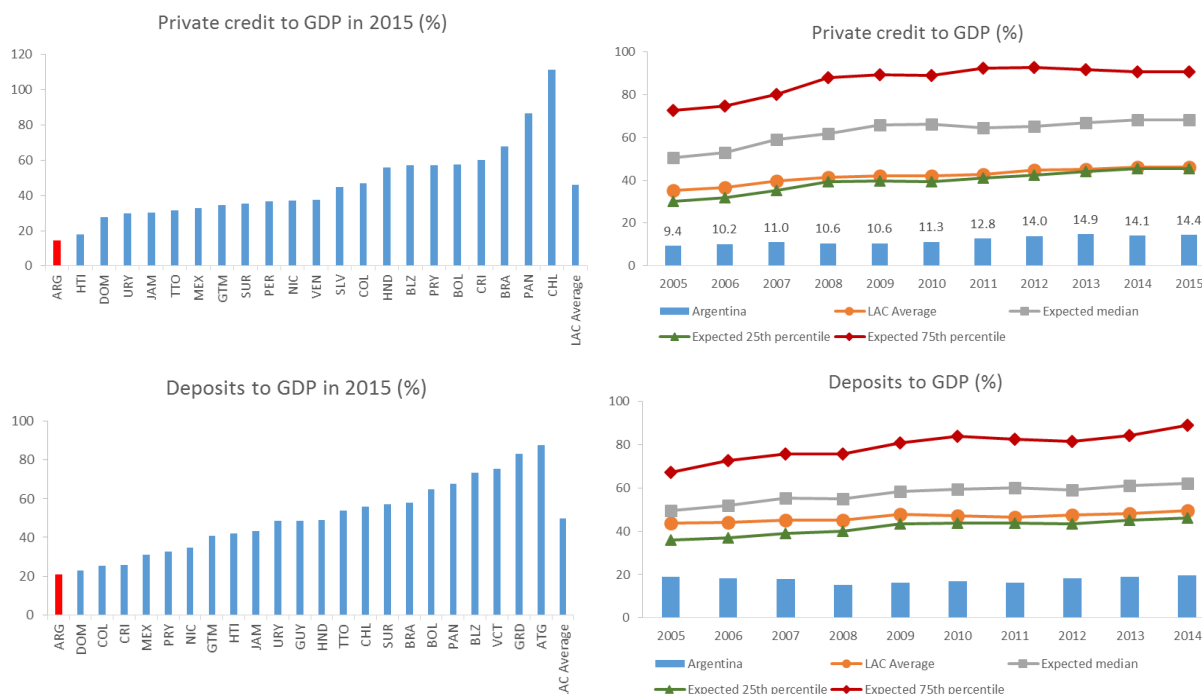 Private credit to GDP in 2015 (%)
120
100
80
60
40
20
0
ARG HTI DOM URY JAM TTO MEX GTM SUR PER NIC VEN SLV COL HND BLZ PRY BOL CRI BRA PAN CHL LAC Average
Private credit to GDP (%)
100
80
60
40
20
0
9.4 10.2 11.0 10.6 10.6 11.3 12.8 14.0 14.9 14.1 14.4
2005 2006 2007 2008 2009 2010 2011 2012 2013 2014 2015
Argentina LAC Average Expected median
Expected 25th percentile Expected 75th percentile
Deposits to GDP in 2015 (%)
100
80
60
40
20
0
ARG DOM COL CRI MEX PRY NIC GTM HTI JAM URY GUY HND TTO CHL SUR BRA BOL PAN BLZ VCT GRD ATG LAC Average
Deposits to GDP (%)
100
80
60
40
20
0
2005 2006 2007 2008 2009 2010 2011 2012 2013 2014
Argentina LAC Average Expected median
Expected 25th percentile Expected 75th percentile